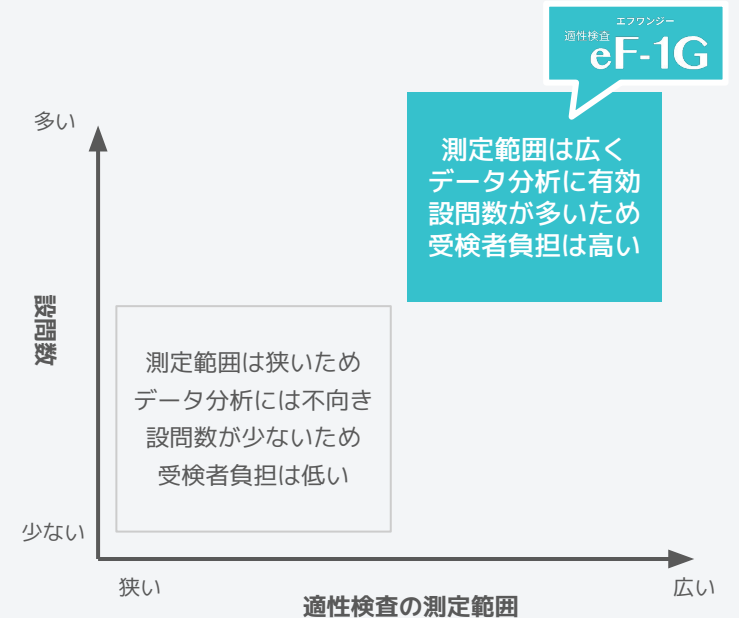 エフワンジー
適性検査
eF-1G
多い
測定範囲は広く
データ分析に有効
設問数が多いため
受検者負担は高い
設問数
測定範囲は狭いため
データ分析には不向き
設問数が少ないため
受検者負担は低い
少ない
狭い
広い
適性検査の測定範囲